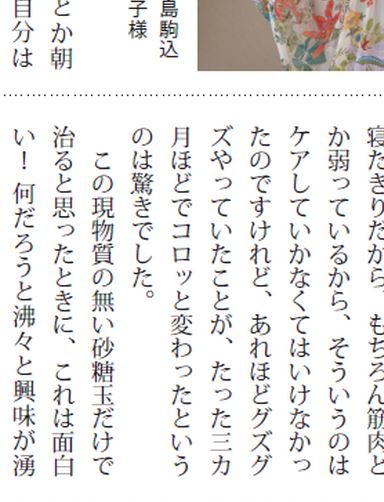 島駒込
子様
とか朝
自分は
寝たきりだから、もちろん筋肉と
か弱っているから、そういうのは
ケアしていかなくてはいけなかっ
たのですけれど、あれほどグズグ
ズやっていたことが、たった三カ
月ほどでコロッと変わったという
のは驚きでした。
この現物質の無い砂糖玉だけで
治ると思ったときに、これは面白
い！何だろうと沸々と興味が湧